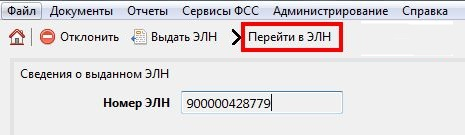 Файл Документы Отчеты Сервисы ФСС Администрирование Справка
Отклонить Выдать ЭЛН Перейти в ЭЛН
Сведения о выданном ЭЛН
Номер ЭЛН 900000428779